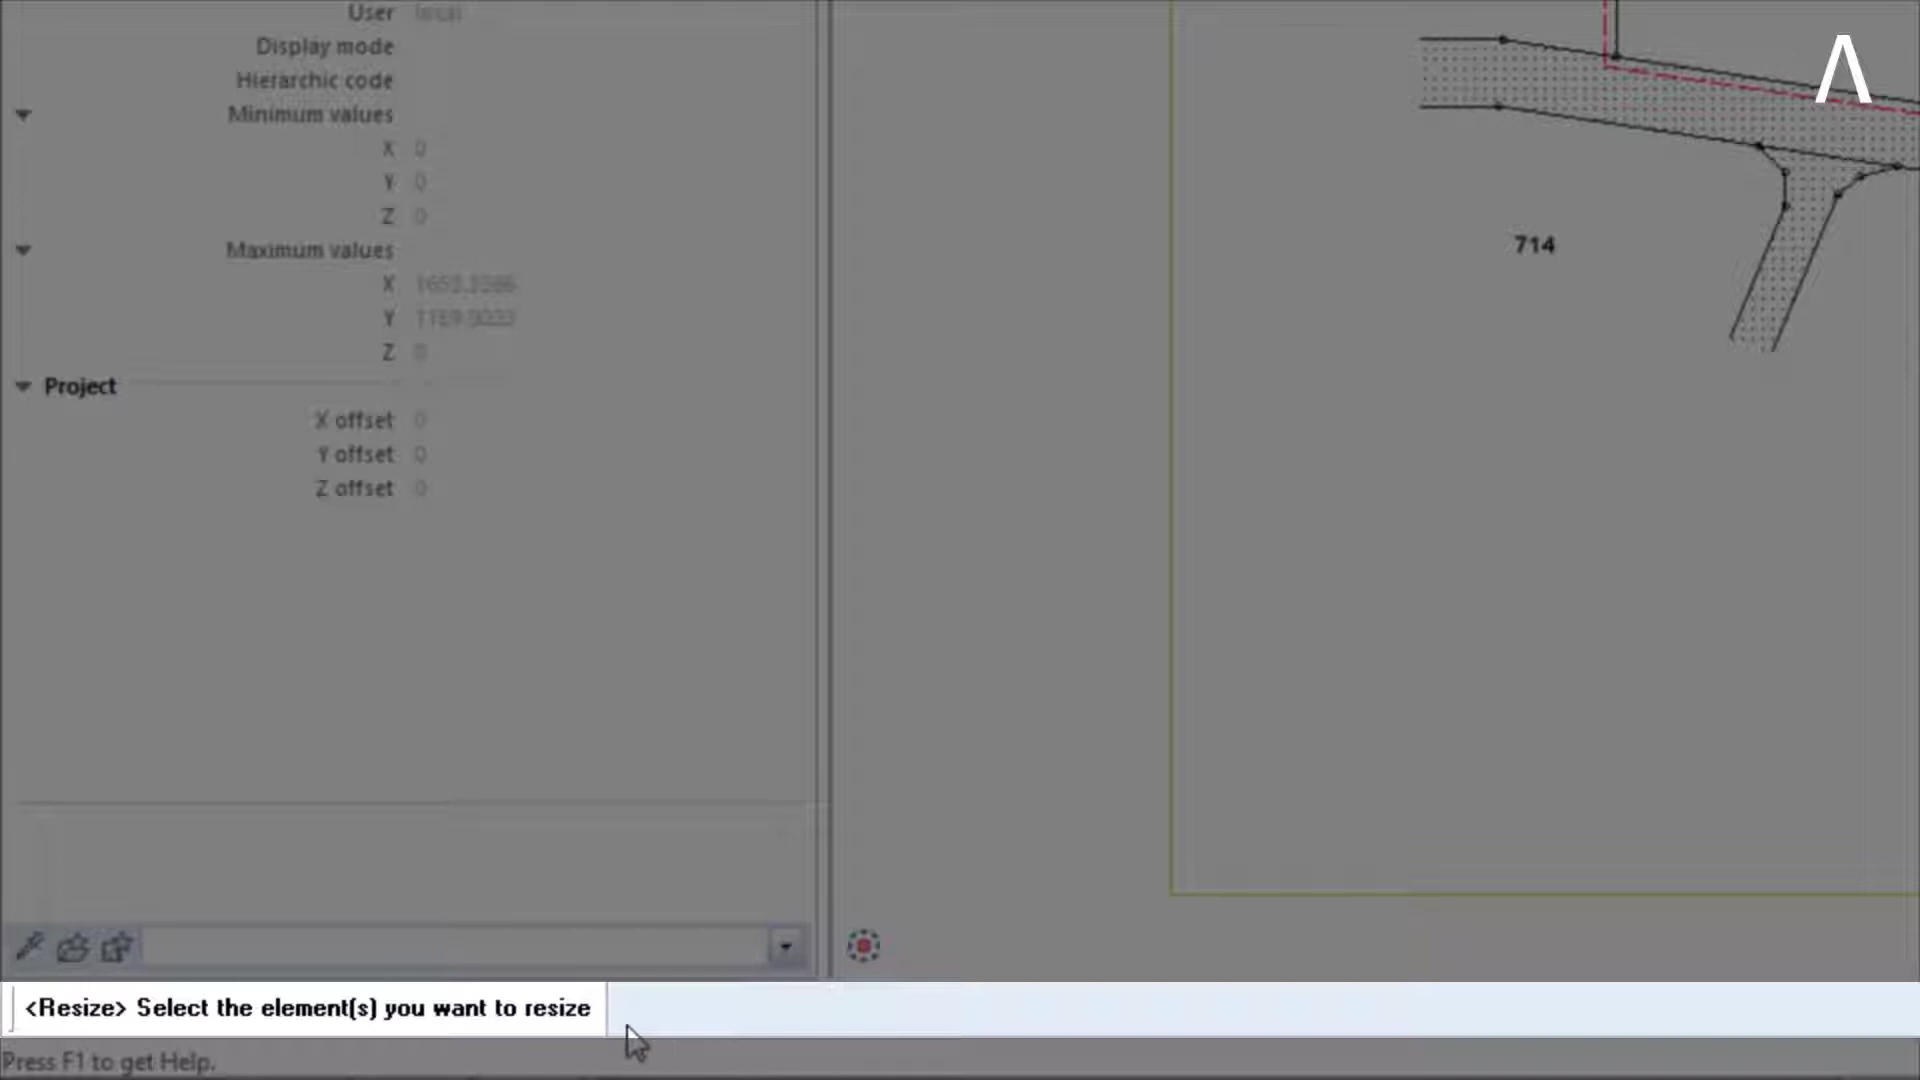 User local
Display mode
Hierarchic code
Minimum values
X 0
Y 0
Z 0
Maximum values
X
Y
Z 0
Project
X offset 0
Y offset 0
Z offset 0
714
<Resize> Select the element(s) you want to resize
Press F1 to get Help.